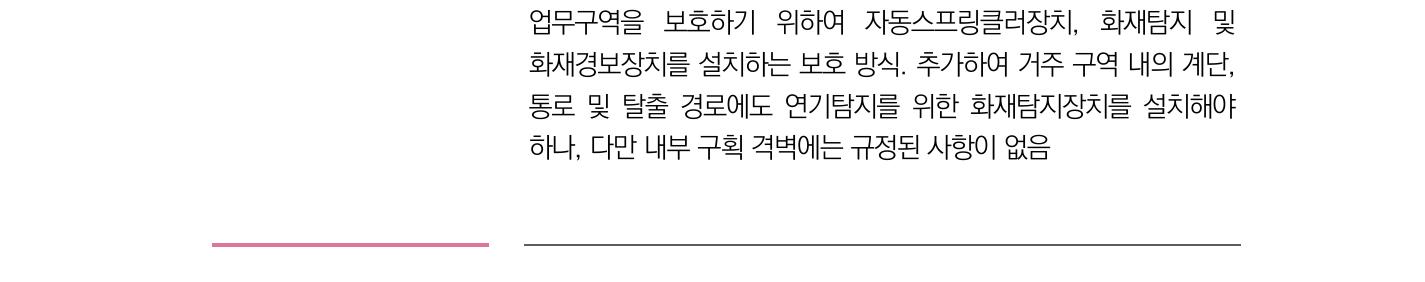 업무구역을 보호하기 위하여 자동스프링클러장치, 화재탐지 및
화재경보장치를 설치하는 보호 방식. 추가하여 거주 구역 내의 계단,
통로 및 탈출 경로에도 연기탐지를 위한 화재탐지장치를 설치해야
하나, 다만 내부 구획 격벽에는 규정된 사항이 없음